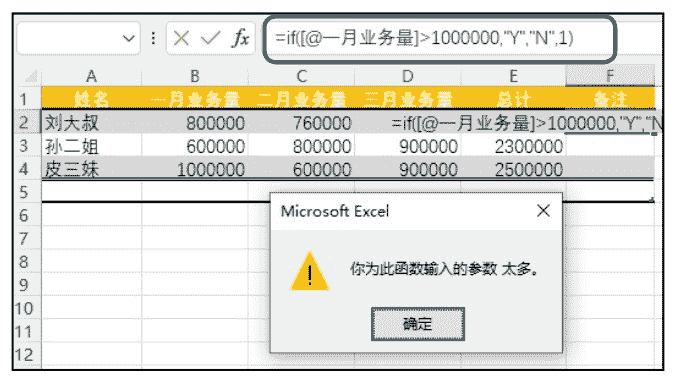 fx =if([@一月业务量]>1000000,"Y","N",1)
A B C D E F
1 姓名 一月业务量 二月业务量 三月业务量 总计 备注
2 刘大叔 800000 760000 =if([@一月业务量]>1000000,"Y","N
3 孙二姐 600000 800000 900000 2300000
4 皮三妹 1000000 600000 900000 2500000
5
6
Microsoft Excel
7
8
你为此函数输入的参数 太多。
9
10
确定
11
12